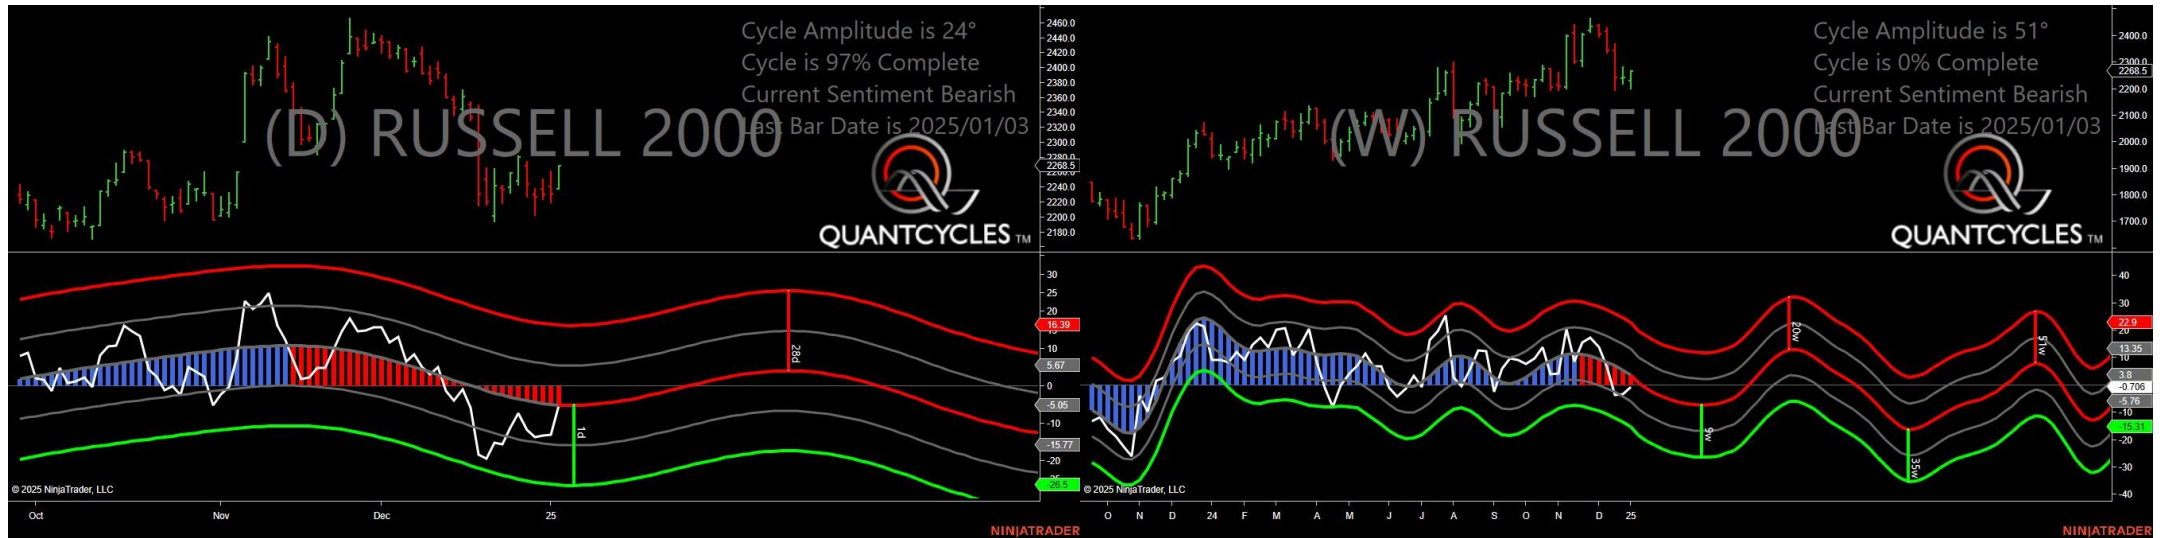 Cycle Amplitude is 24°
Cycle is 97% Complete
Current Sentiment Bearish
Last Bar Date is 2025/01/03
(D) RUSSELL 2000
QUANTCYCLES TM
2460.0
2440.0
2420.0
2400.0
2380.0
2360.0
2340.0
2320.0
2300.0
2280.0
2268.5
2260.0
2240.0
2220.0
2200.0
2180.0
30
25
20
16.39
10
5.67
0
-5.05
-10
-15.77
-20
-26.5
28d
1d
© 2025 NinjaTrader, LLC
Oct Nov Dec 25
NINJATRADER
Cycle Amplitude is 51°
Cycle is 0% Complete
Current Sentiment Bearish
Last Bar Date is 2025/01/03
(W) RUSSELL 2000
QUANTCYCLES TM
2400.0
2300.0
2268.5
2200.0
2100.0
2000.0
1900.0
1800.0
1700.0
40
30
22.9
20
13.35
10
3.8
-0.706
-5.76
-10
-15.31
-20
-30
-40
20w
51w
9w
35w
© 2025 NinjaTrader, LLC
O N D 24 F M A M J J A S O N D 25
NINJATRADER